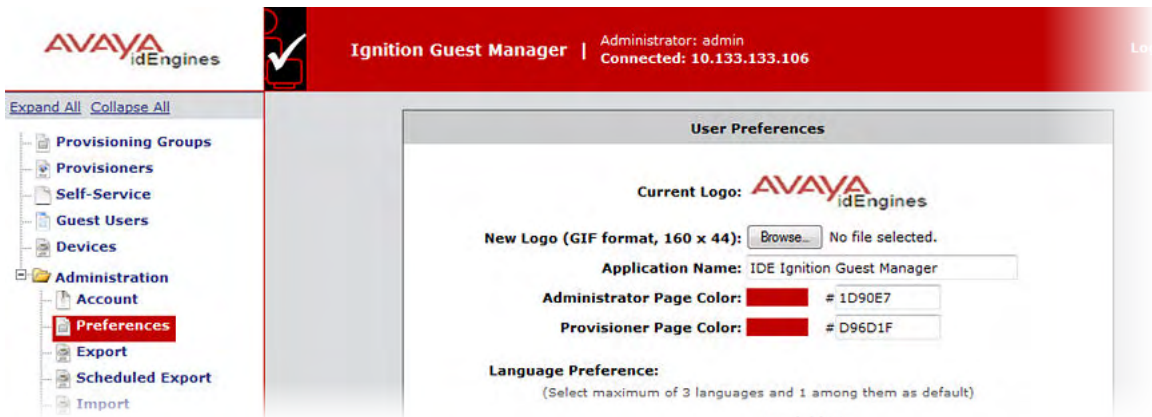 AVAYA
idEngines
Ignition Guest Manager |
Administrator: admin
Connected: 10.133.133.106
Expand All Collapse All
Provisioning Groups
Provisioners
Self-Service
Guest Users
Devices
Administration
Account
Preferences
Export
Scheduled Export
Import
User Preferences
Current Logo: AVAYA
idEngines
New Logo (GIF format, 160 x 44): Browse... No file selected.
Application Name: IDE Ignition Guest Manager
Administrator Page Color: # 1D90E7
Provisioner Page Color: # D96D1F
Language Preference:
(Select maximum of 3 languages and 1 among them as default)